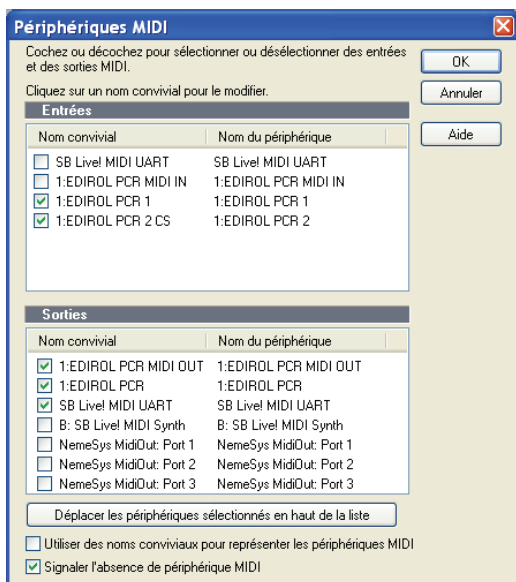 Périphériques MIDI
Cochez ou décochez pour sélectionner ou désélectionner des entrées
et des sorties MIDI.
Cliquez sur un nom convivial pour le modifier.
OK
Annuler
Aide
Entrées
Nom convivial Nom du périphérique
SB Live! MIDI UART SB Live! MIDI UART
1:EDIROL PCR MIDI IN 1:EDIROL PCR MIDI IN
1:EDIROL PCR 1 1:EDIROL PCR 1
1:EDIROL PCR 2 CS 1:EDIROL PCR 2
Sorties
Nom convivial Nom du périphérique
1:EDIROL PCR MIDI OUT 1:EDIROL PCR MIDI OUT
1:EDIROL PCR 1:EDIROL PCR
SB Live! MIDI UART SB Live! MIDI UART
B: SB Live! MIDI Synth B: SB Live! MIDI Synth
NemeSys MidiOut: Port 1 NemeSys MidiOut: Port 1
NemeSys MidiOut: Port 2 NemeSys MidiOut: Port 2
NemeSys MidiOut: Port 3 NemeSys MidiOut: Port 3
Déplacer les périphériques sélectionnés en haut de la liste
Utiliser des noms conviviaux pour représenter les périphériques MIDI
Signaler l'absence de périphérique MIDI